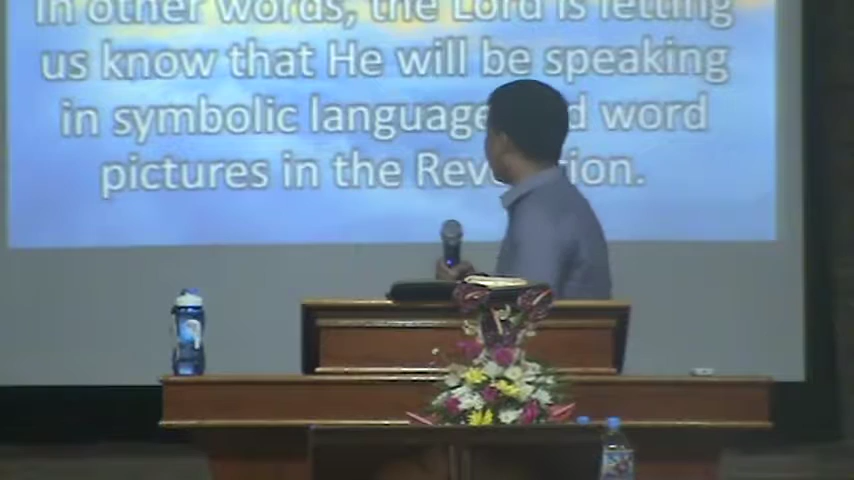 In other words, the Lord is letting
us know that He will be speaking
in symbolic language word
pictures in the Revelation.